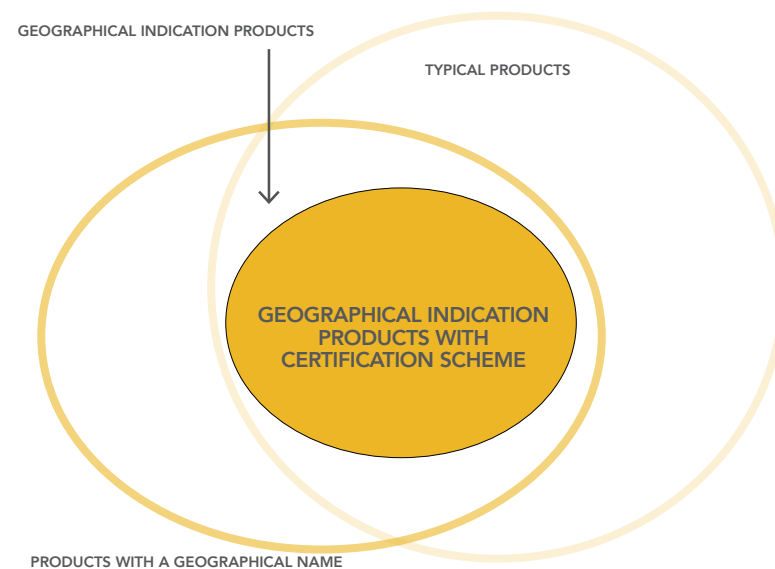 GEOGRAPHICAL INDICATION PRODUCTS
TYPICAL PRODUCTS
GEOGRAPHICAL INDICATION
PRODUCTS WITH
CERTIFICATION SCHEME
PRODUCTS WITH A GEOGRAPHICAL NAME